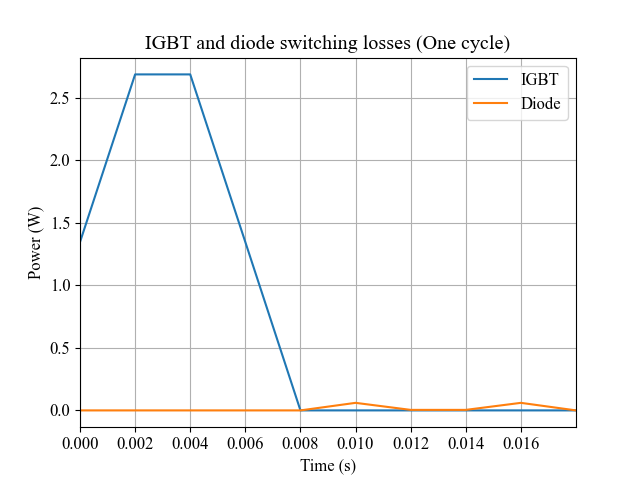 IGBT and diode switching losses (One cycle)
IGBT
Diode
Power (W)
2.5
2.0
1.5
1.0
0.5
0.0
0.000 0.002 0.004 0.006 0.008 0.010 0.012 0.014 0.016
Time (s)